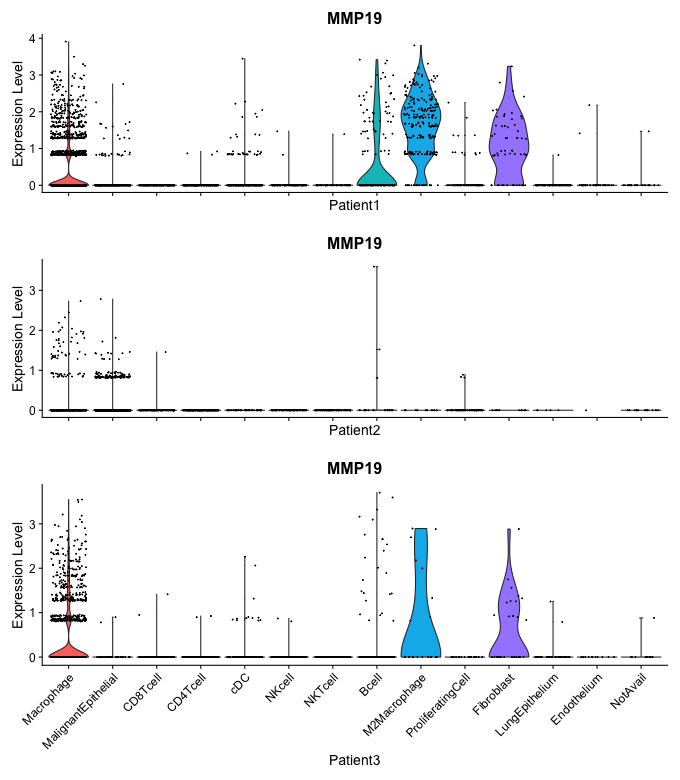 MMP19
Expression Level
4
3
2
1
0
Patient1
MMP19
Expression Level
3
2
1
0
Patient2
MMP19
Expression Level
3
2
1
0
Macrophage
MalignantEpithelial
CD8Tcell
CD4Tcell
cDC
NKcell
NKTcell
Bcell
M2Macrophage
ProliferatingCell
Fibroblast
LungEpithelium
Endothelium
NotAvail
Patient3